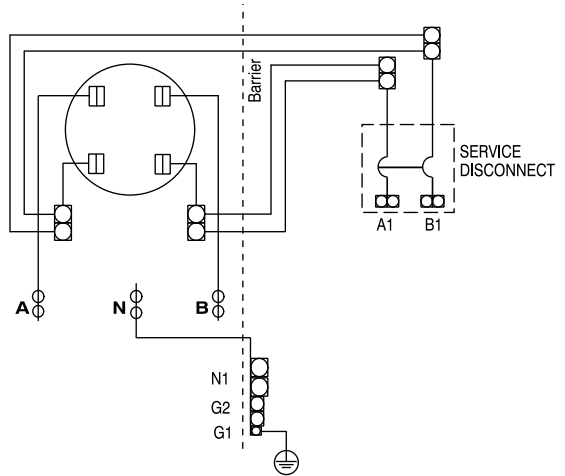 Barrier
SERVICE
DISCONNECT
A1 B1
A N B
N1
G2
G1